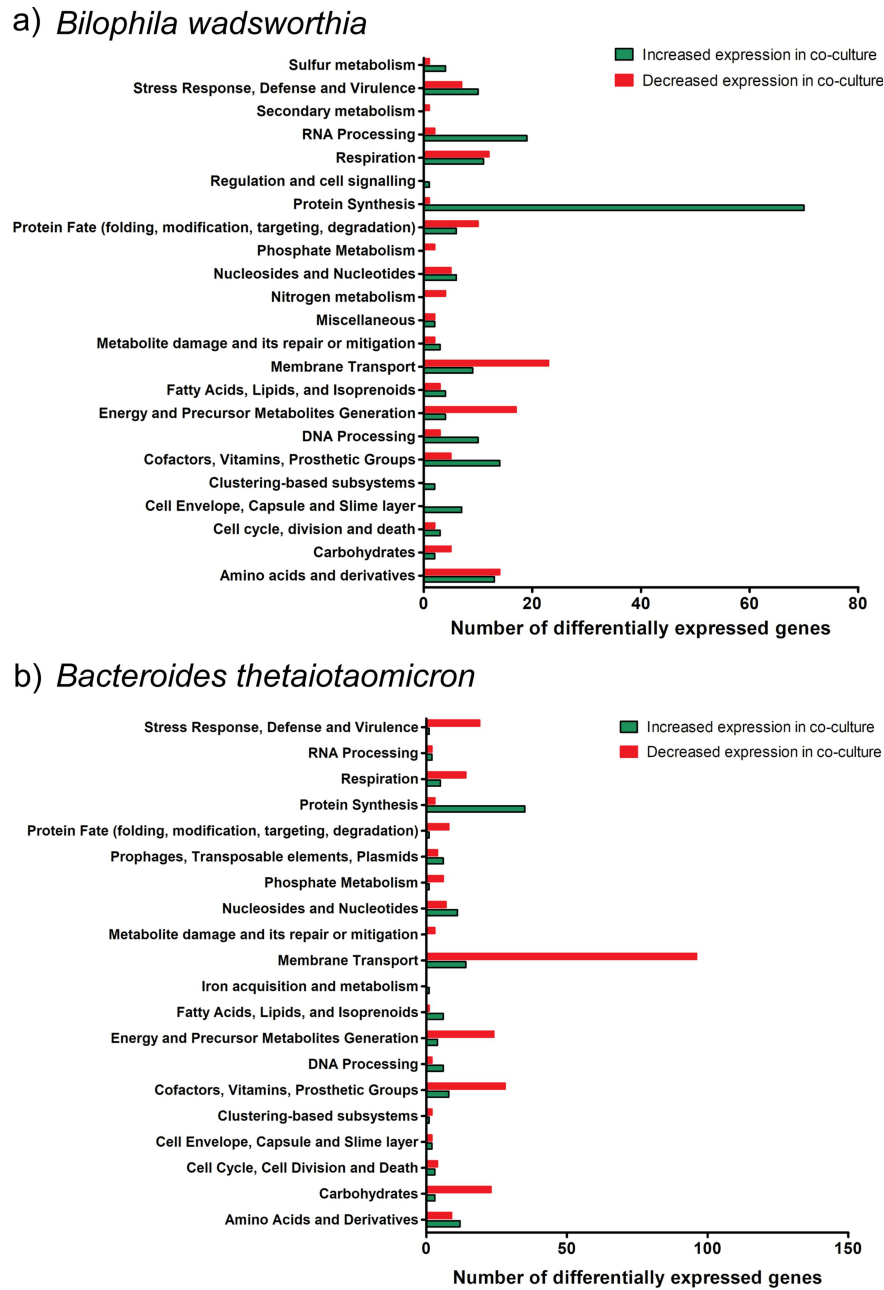 a) Bilophila wadsworthia
Increased expression in co-culture
Decreased expression in co-culture
Sulfur metabolism
Stress Response, Defense and Virulence
Secondary metabolism
RNA Processing
Respiration
Regulation and cell signalling
Protein Synthesis
Protein Fate (folding, modification, targeting, degradation)
Phosphate Metabolism
Nucleosides and Nucleotides
Nitrogen metabolism
Miscellaneous
Metabolite damage and its repair or mitigation
Membrane Transport
Fatty Acids, Lipids, and Isoprenoids
Energy and Precursor Metabolites Generation
DNA Processing
Cofactors, Vitamins, Prosthetic Groups
Clustering-based subsystems
Cell Envelope, Capsule and Slime layer
Cell cycle, division and death
Carbohydrates
Amino acids and derivatives
0 20 40 60 80
Number of differentially expressed genes
b) Bacteroides thetaiotaomicron
Increased expression in co-culture
Decreased expression in co-culture
Stress Response, Defense and Virulence
RNA Processing
Respiration
Protein Synthesis
Protein Fate (folding, modification, targeting, degradation)
Prophages, Transposable elements, Plasmids
Phosphate Metabolism
Nucleosides and Nucleotides
Metabolite damage and its repair or mitigation
Membrane Transport
Iron acquisition and metabolism
Fatty Acids, Lipids, and Isoprenoids
Energy and Precursor Metabolites Generation
DNA Processing
Cofactors, Vitamins, Prosthetic Groups
Clustering-based subsystems
Cell Envelope, Capsule and Slime layer
Cell Cycle, Cell Division and Death
Carbohydrates
Amino Acids and Derivatives
0 50 100 150
Number of differentially expressed genes